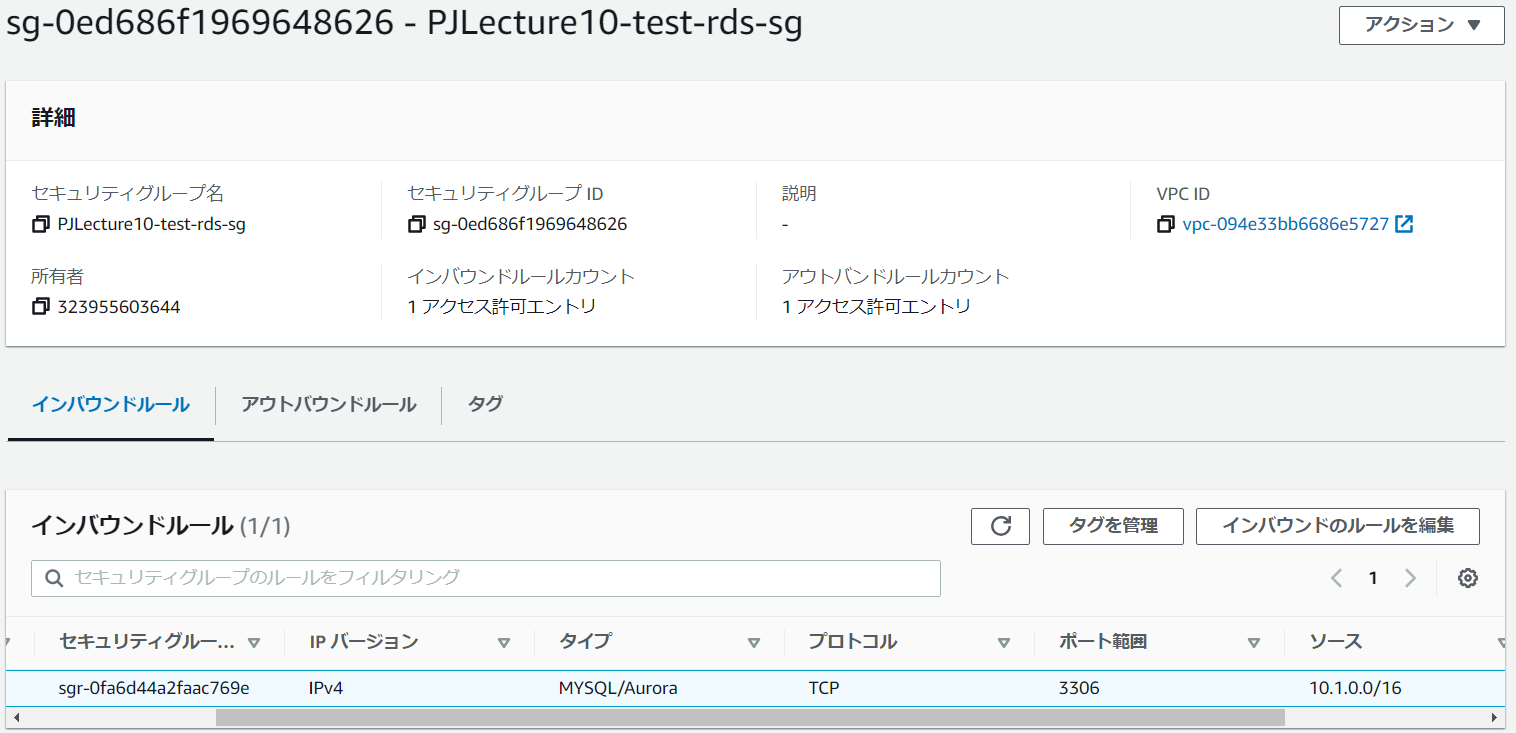 sg-0ed686f1969648626 - PJLecture10-test-rds-sg
アクション
詳細
セキュリティグループ名
PJLecture10-test-rds-sg
セキュリティグループ ID
sg-0ed686f1969648626
説明
-
VPC ID
vpc-094e33bb6686e5727
所有者
323955603644
インバウンドルールカウント
1 アクセス許可エントリ
アウトバンドルールカウント
1 アクセス許可エントリ
インバウンドルール
アウトバウンドルール
タグ
インバウンドルール (1/1)
タグを管理
インバウンドのルールを編集
セキュリティグループのルールをフィルタリング
1
セキュリティグルー... IP バージョン タイプ プロトコル ポート範囲 ソース
sgr-0fa6d44a2faac769e IPv4 MYSQL/Aurora TCP 3306 10.1.0.0/16